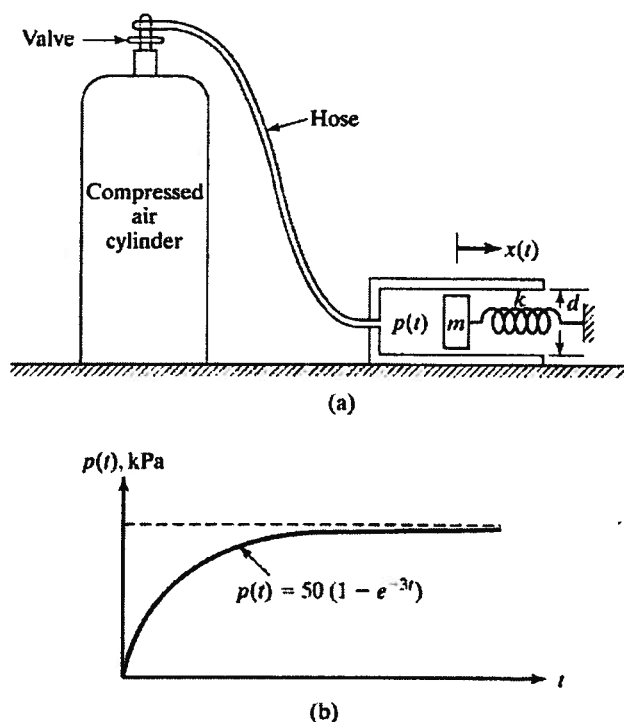 Valve
Hose
Compressed
air
cylinder
x(t)
k
d
p(t)
m
(a)
p(t), kPa
p(t) = 50 (1 − e⁻³ᵗ)
t
(b)